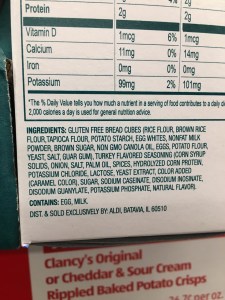 4% 2g
Protein 2g 2g
Vitamin D 1mcg 6% 1mcg
Calcium 11mg 0% 14mg
Iron 0mg 0% 0mg
Potassium 99mg 2% 101mg
*The % Daily Value tells you how much a nutrient in a serving of food contributes to a daily
2,000 calories a day is used for general nutrition advice.
INGREDIENTS: GLUTEN FREE BREAD CUBES (RICE FLOUR, BROWN RICE
FLOUR, TAPIOCA FLOUR, POTATO STARCH, EGG WHITES, NONFAT MILK
POWDER, BROWN SUGAR, NON GMO CANOLA OIL, EGGS, POTATO FLOUR,
YEAST, SALT, GUAR GUM), TURKEY FLAVORED SEASONING (CORN SYRUP
SOLIDS, ONION, SALT, PALM OIL, SPICES, HYDROLYZED CORN PROTEIN,
POTASSIUM CHLORIDE, LACTOSE, YEAST EXTRACT, COLOR ADDED
(CARAMEL COLOR), SUGAR, SODIUM CASEINATE, DISODIUM INOSINATE,
DISODIUM GUANYLATE, POTASSIUM PHOSPHATE, NATURAL FLAVOR).
CONTAINS: EGG, MILK.
DIST. & SOLD EXCLUSIVELY BY: ALDI, BATAVIA, IL 60510
Clancy's Original
or Cheddar & Sour Cream
Rippled Baked Potato Crisps
per oz.